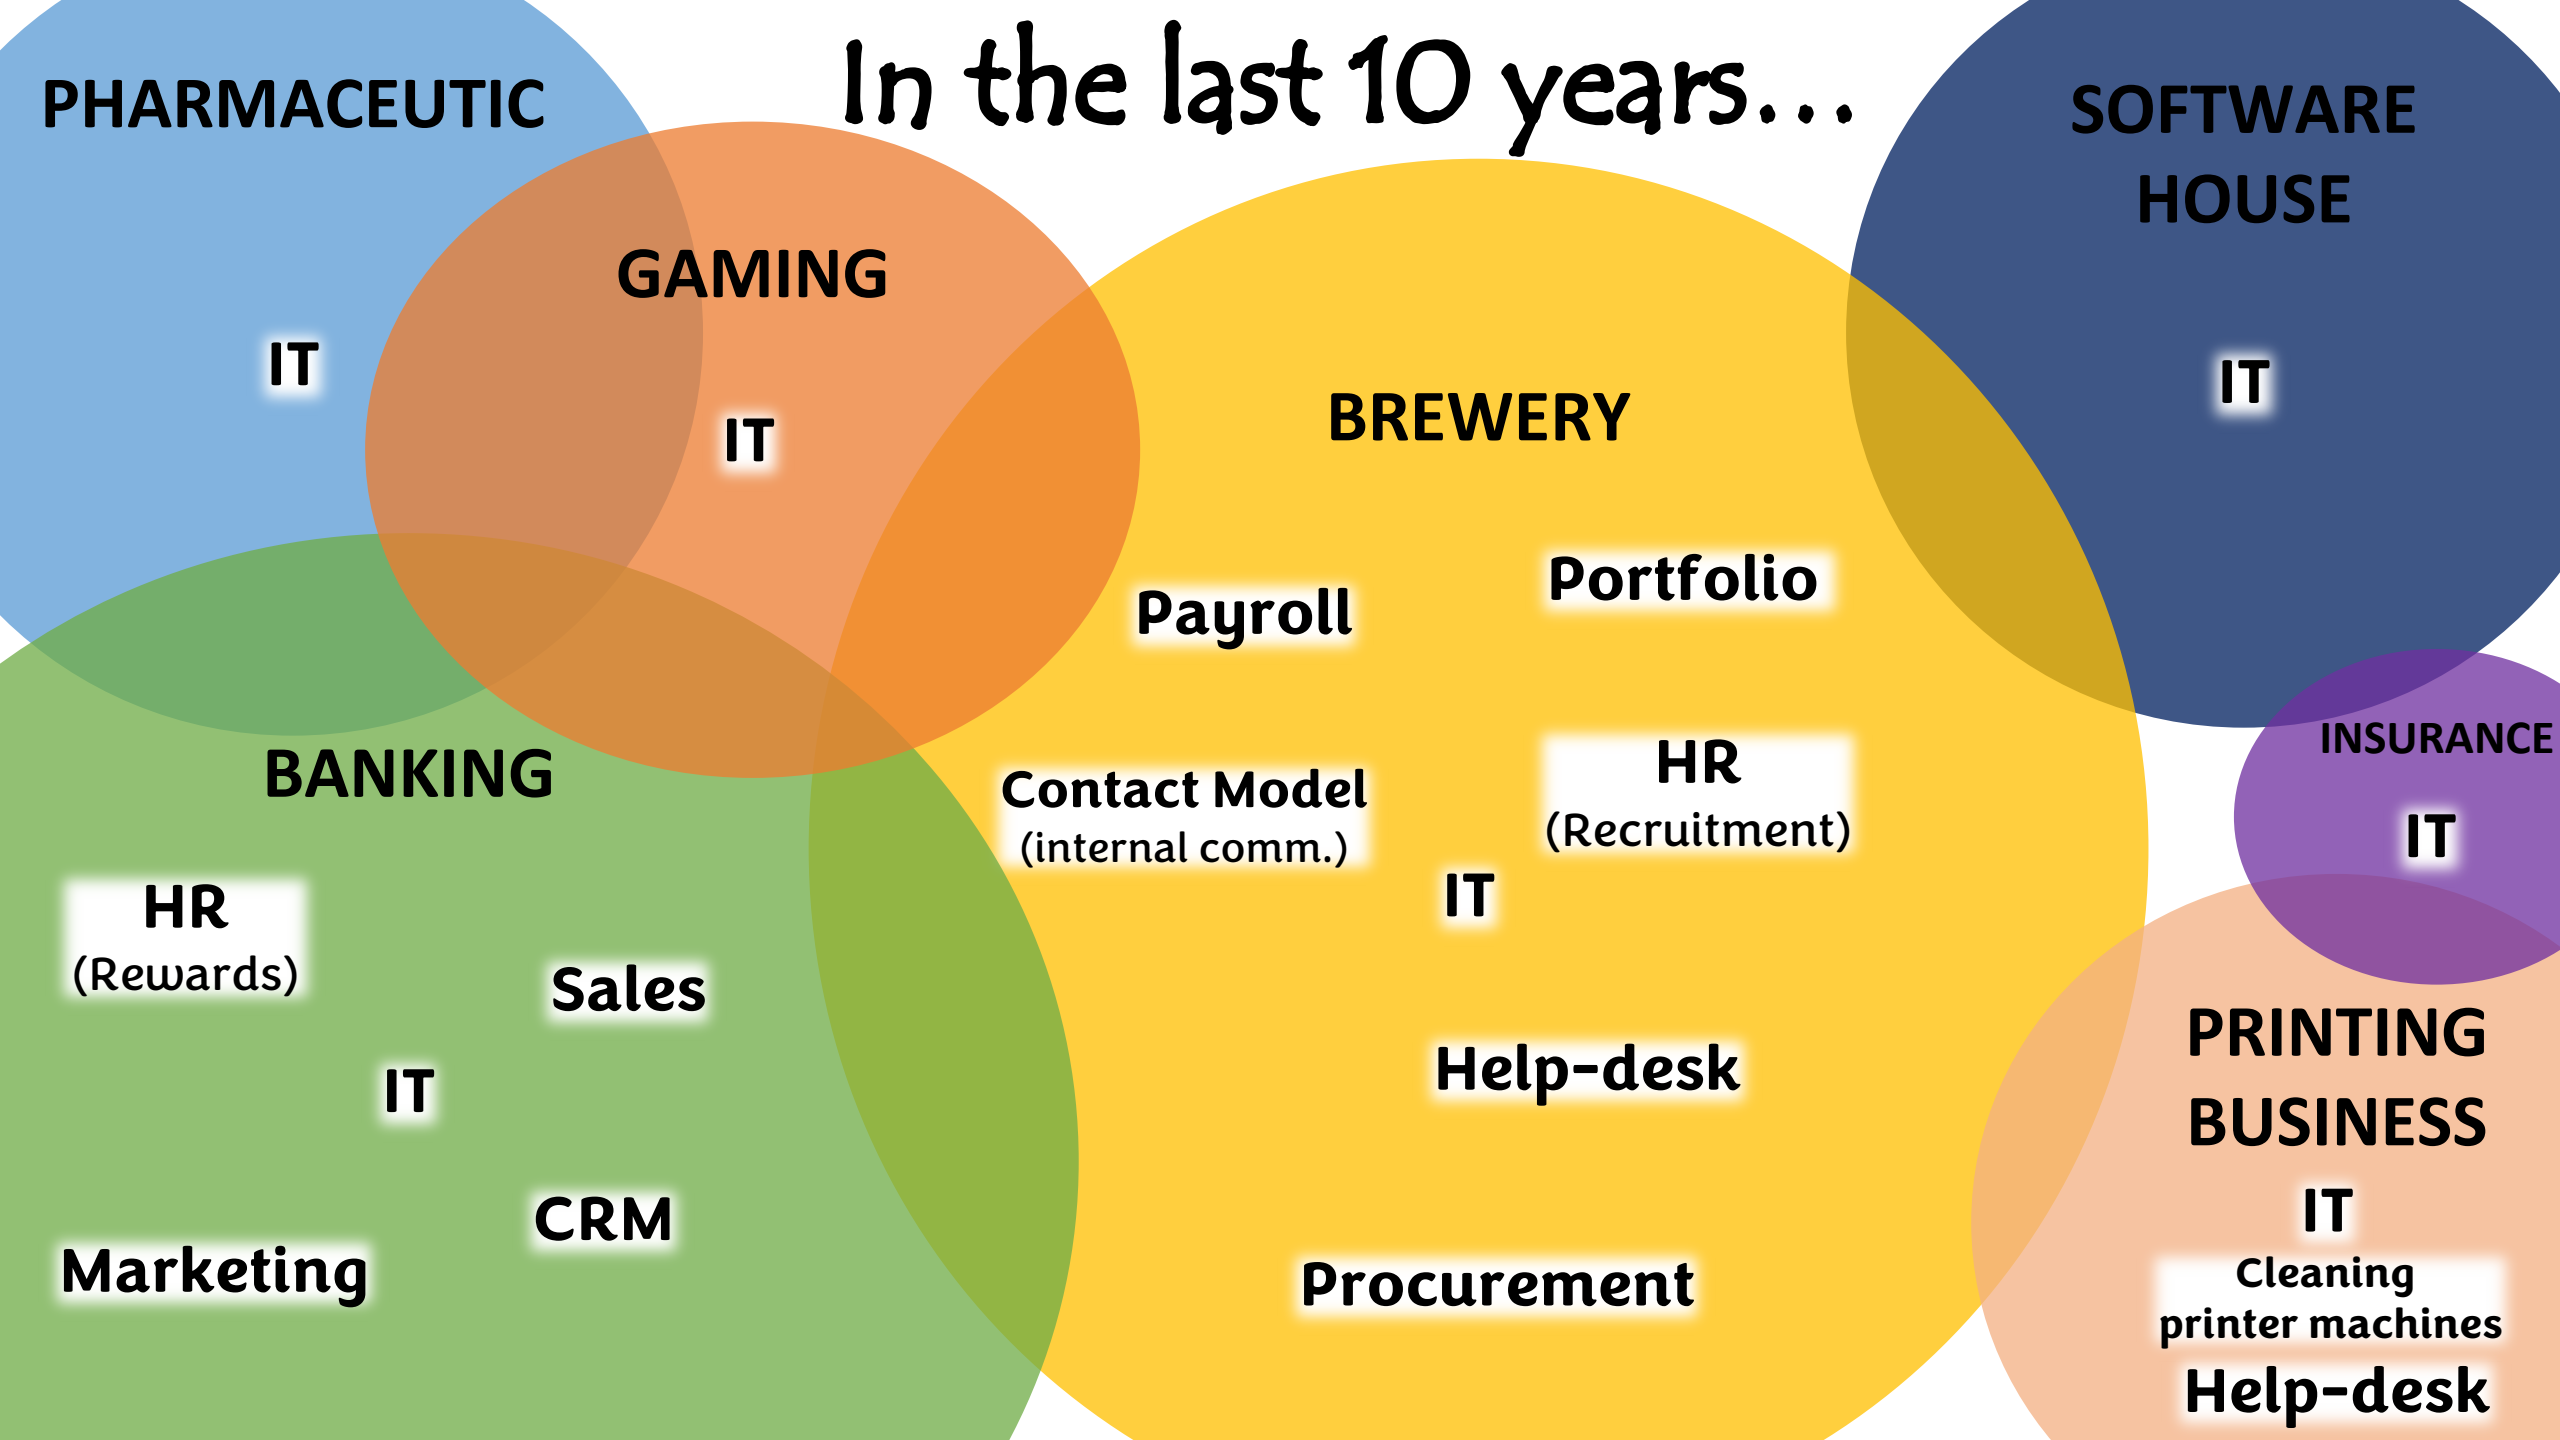 In the last 10 years...
PHARMACEUTIC
IT
GAMING
IT
BREWERY
Payroll
Portfolio
Contact Model
(internal comm.)
HR
(Recruitment)
IT
Help-desk
Procurement
SOFTWARE
HOUSE
IT
INSURANCE
IT
BANKING
HR
(Rewards)
Sales
IT
CRM
Marketing
PRINTING
BUSINESS
IT
Cleaning
printer machines
Help-desk